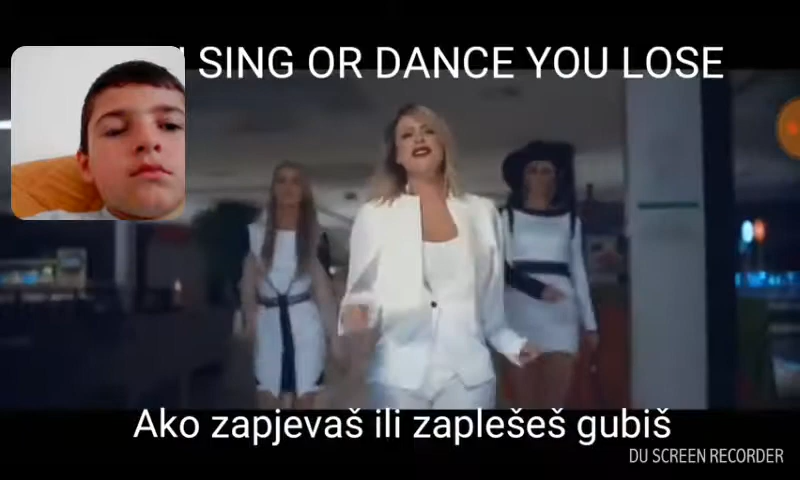 SING OR DANCE YOU LOSE
Ako zapjevaš ili zaplešeš gubiš
DU SCREEN RECORDER